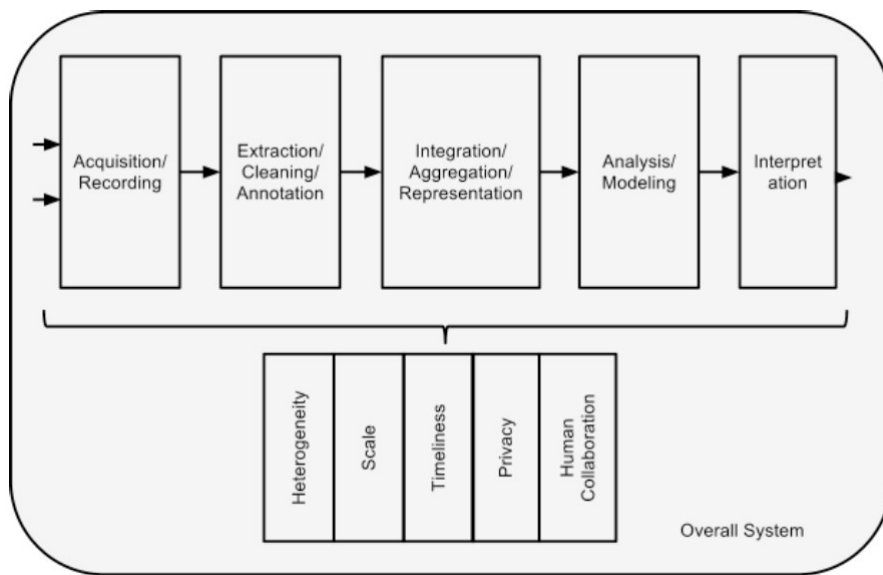 Acquisition/
Recording
Extraction/
Cleaning/
Annotation
Integration/
Aggregation/
Representation
Analysis/
Modeling
Interpret
ation
Heterogeneity
Scale
Timeliness
Privacy
Human
Collaboration
Overall System